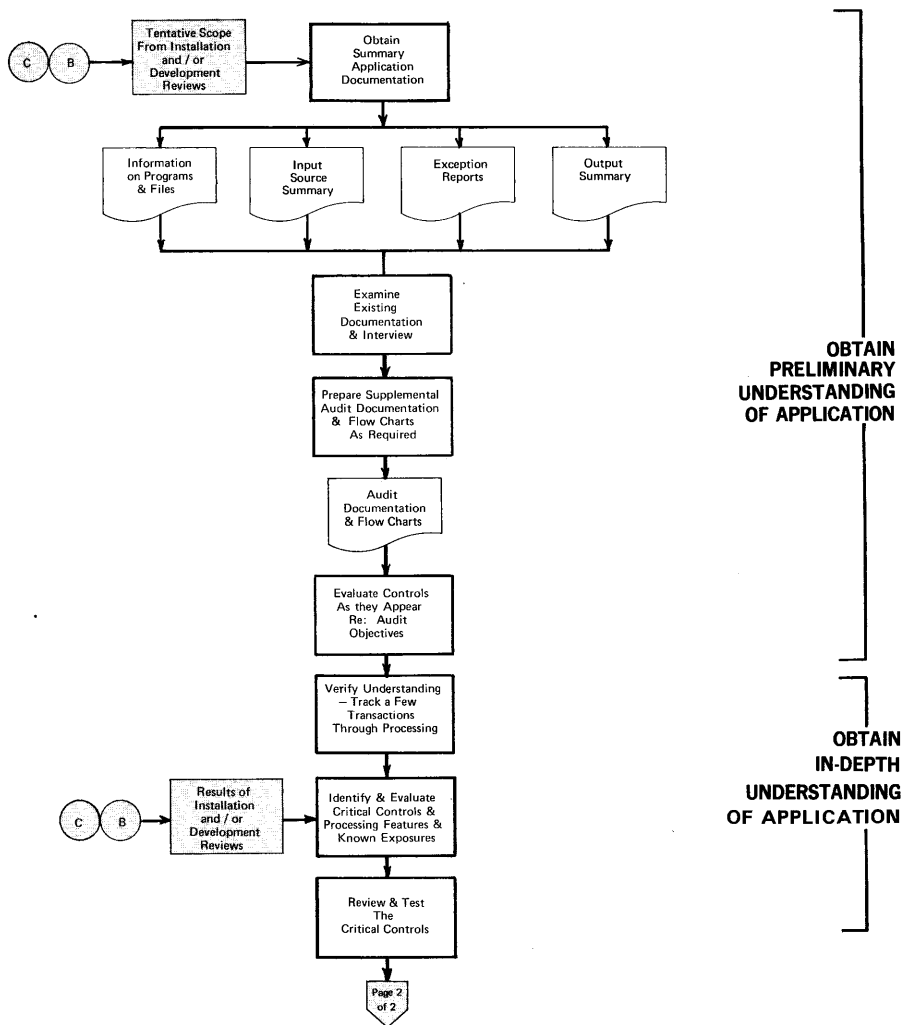 C
B
Tentative Scope
From Installation
and / or
Development
Reviews
Obtain
Summary
Application
Documentation
Information
on Programs
& Files
Input
Source
Summary
Exception
Reports
Output
Summary
Examine
Existing
Documentation
& Interview
Prepare Supplemental
Audit Documentation
& Flow Charts
As Required
Audit
Documentation
& Flow Charts
Evaluate Controls
As they Appear
Re: Audit
Objectives
OBTAIN
PRELIMINARY
UNDERSTANDING
OF APPLICATION
Verify Understanding
– Track a Few
Transactions
Through Processing
C
B
Results of
Installation
and / or
Development
Reviews
Identify & Evaluate
Critical Controls &
Processing Features &
Known Exposures
Review & Test
The
Critical Controls
OBTAIN
IN-DEPTH
UNDERSTANDING
OF APPLICATION
Page 2
of 2